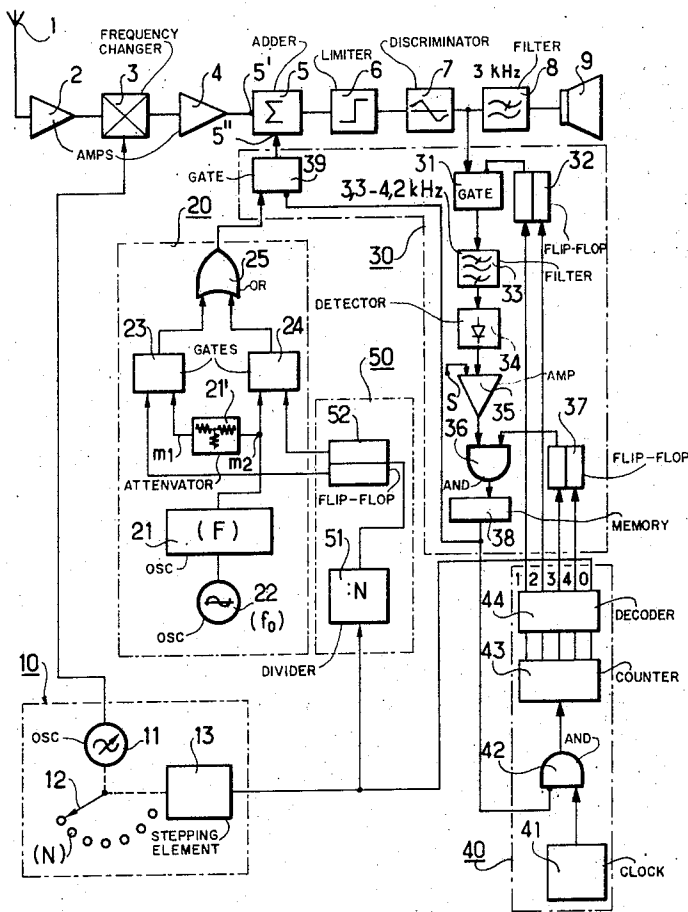 1
FREQUENCY
CHANGER
2
3
4
AMPS
ADDER
5'
5
Σ
5"
LIMITER
6
DISCRIMINATOR
7
FILTER
3 kHz
8
9
GATE
39
31
GATE
32
FLIP-FLOP
3,3-4,2 kHz
30
33
FILTER
DETECTOR
34
S
AMP
35
36
AND
37
FLIP-FLOP
38
MEMORY
20
25
OR
23
GATES
24
21'
m1
m2
ATTENVATOR
(F)
21
OSC
22
OSC
(f0)
50
52
FLIP-FLOP
51
:N
DIVIDER
1 2 3 4 0
44
DECODER
43
COUNTER
AND
42
41
40
CLOCK
10
OSC
11
12
13
(N)
STEPPING
ELEMENT